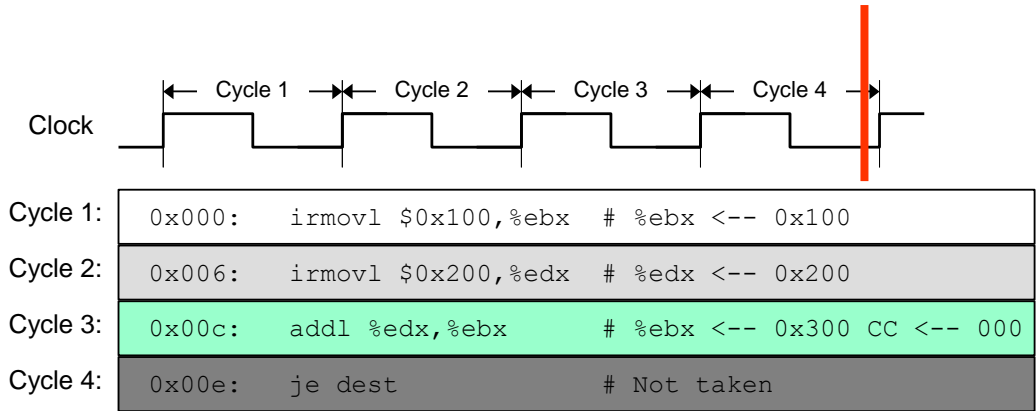 Cycle 1 Cycle 2 Cycle 3 Cycle 4
Clock
Cycle 1: 0x000: irmovl $0x100,%ebx # %ebx <-- 0x100
Cycle 2: 0x006: irmovl $0x200,%edx # %edx <-- 0x200
Cycle 3: 0x00c: addl %edx,%ebx # %ebx <-- 0x300 CC <-- 000
Cycle 4: 0x00e: je dest # Not taken